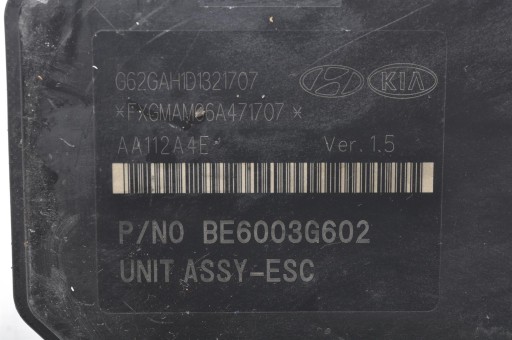 G62GAH1D1321707
KIA
*FXGMAM06A471707*
AA112A4E Ver. 1.5
P/NO BE6003G602
UNIT ASSY-ESC